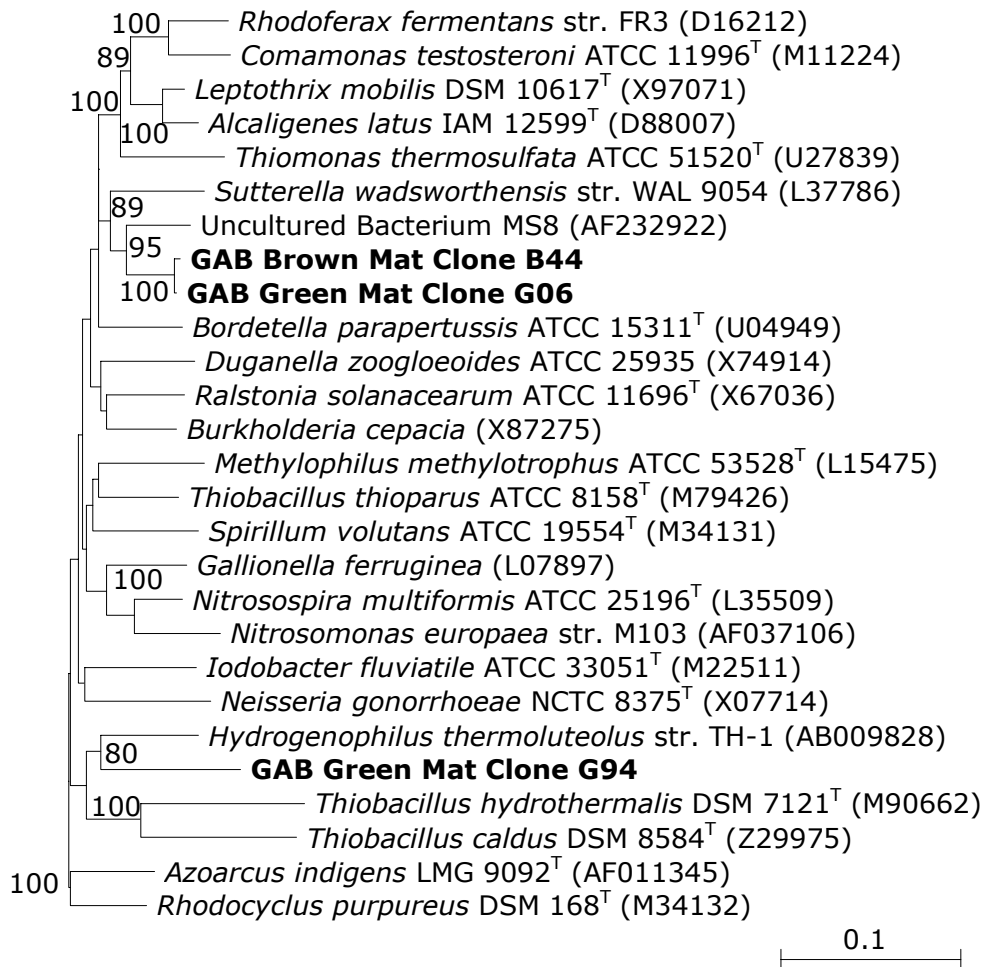 100 Rhodoferax fermentans str. FR3 (D16212)
89 Comamonas testosteroni ATCC 11996ᵀ (M11224)
100 Leptothrix mobilis DSM 10617ᵀ (X97071)
100 Alcaligenes latus IAM 12599ᵀ (D88007)
Thiomonas thermosulfata ATCC 51520ᵀ (U27839)
Sutterella wadsworthensis str. WAL 9054 (L37786)
89 Uncultured Bacterium MS8 (AF232922)
95 GAB Brown Mat Clone B44
100 GAB Green Mat Clone G06
Bordetella parapertussis ATCC 15311ᵀ (U04949)
Duganella zoogloeoides ATCC 25935 (X74914)
Ralstonia solanacearum ATCC 11696ᵀ (X67036)
Burkholderia cepacia (X87275)
Methylophilus methylotrophus ATCC 53528ᵀ (L15475)
Thiobacillus thioparus ATCC 8158ᵀ (M79426)
Spirillum volutans ATCC 19554ᵀ (M34131)
Gallionella ferruginea (L07897)
100 Nitrosospira multiformis ATCC 25196ᵀ (L35509)
Nitrosomonas europaea str. M103 (AF037106)
Iodobacter fluviatile ATCC 33051ᵀ (M22511)
Neisseria gonorrhoeae NCTC 8375ᵀ (X07714)
Hydrogenophilus thermoluteolus str. TH-1 (AB009828)
80 GAB Green Mat Clone G94
100 Thiobacillus hydrothermalis DSM 7121ᵀ (M90662)
Thiobacillus caldus DSM 8584ᵀ (Z29975)
Azoarcus indigens LMG 9092ᵀ (AF011345)
100 Rhodocyclus purpureus DSM 168ᵀ (M34132)
0.1